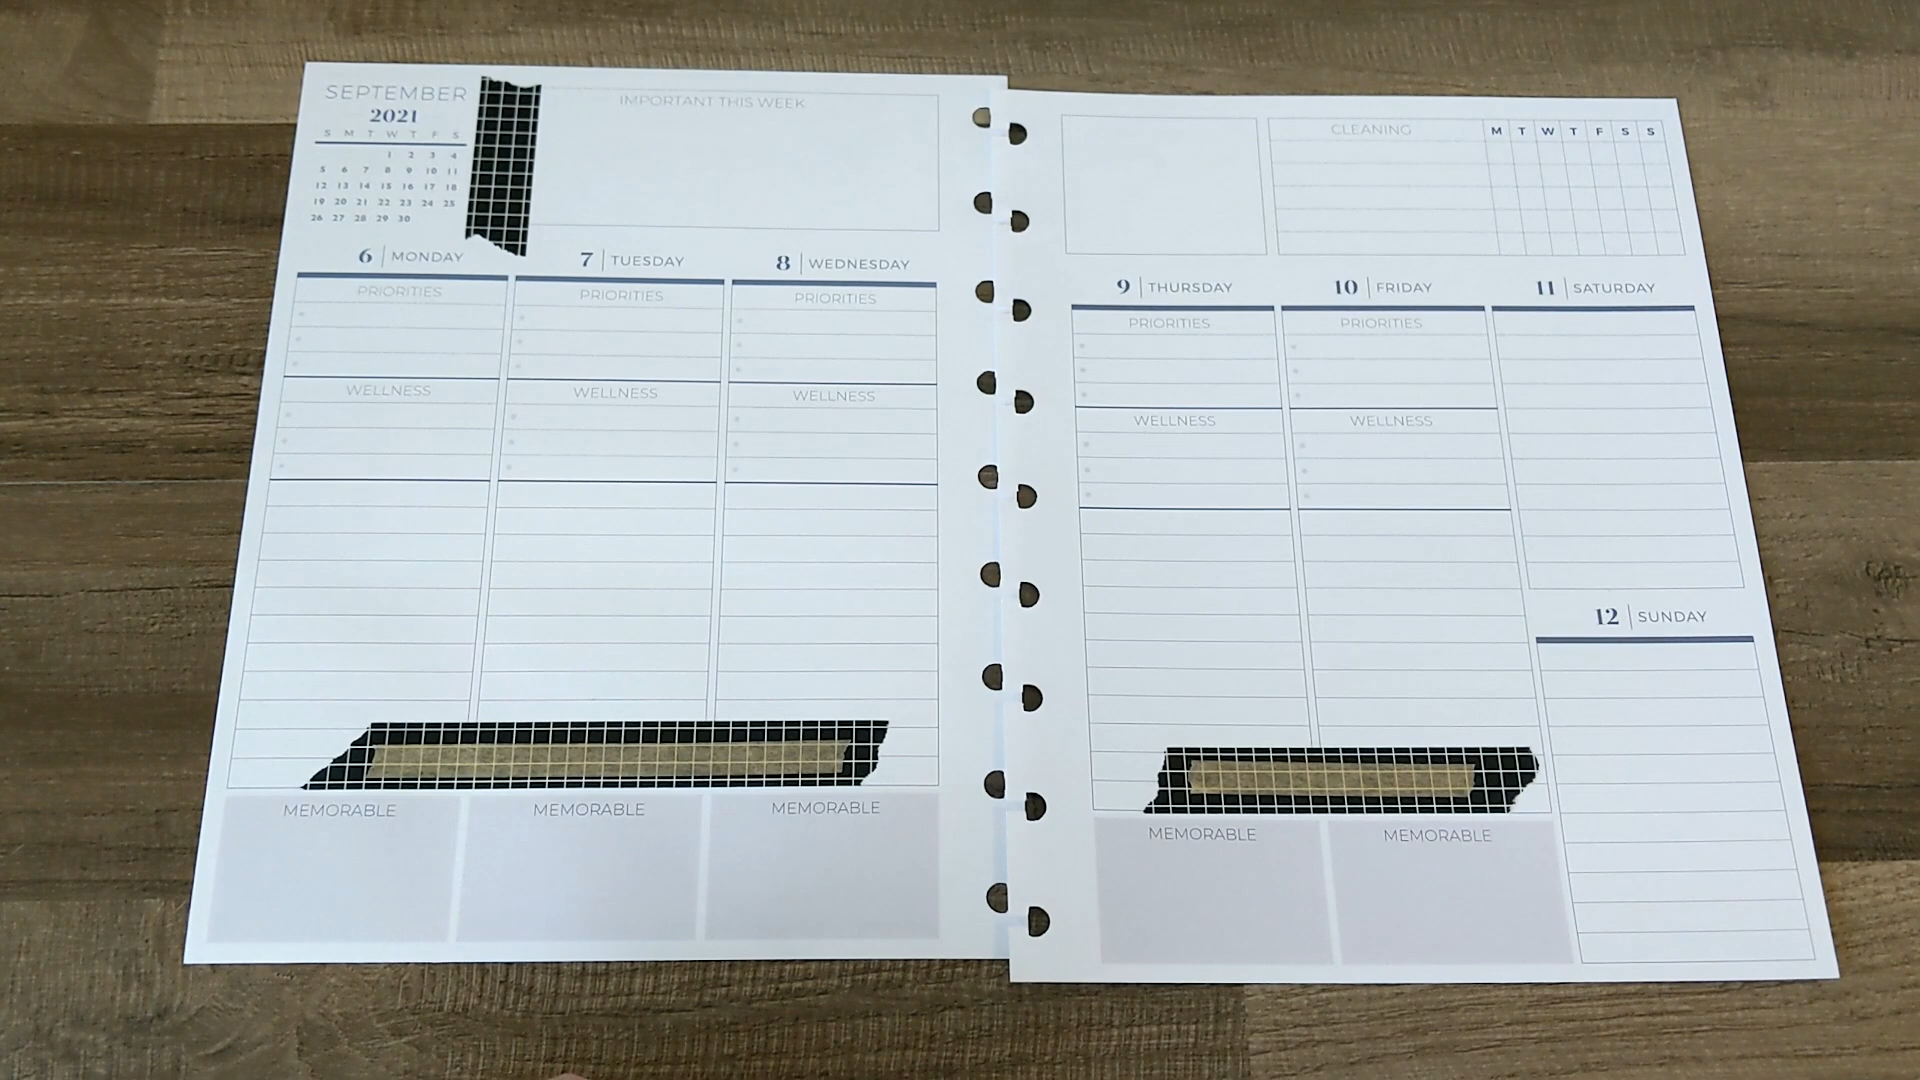 SEPTEMBER
2021
S M T W T F S
1 2 3 4
5 6 7 8 9 10 11
12 13 14 15 16 17 18
19 20 21 22 23 24 25
26 27 28 29 30
IMPORTANT THIS WEEK
6 | MONDAY
7 | TUESDAY
8 | WEDNESDAY
PRIORITIES
PRIORITIES
PRIORITIES
WELLNESS
WELLNESS
WELLNESS
MEMORABLE
MEMORABLE
MEMORABLE
CLEANING M T W T F S S
9 | THURSDAY
10 | FRIDAY
11 | SATURDAY
PRIORITIES
PRIORITIES
WELLNESS
WELLNESS
12 | SUNDAY
MEMORABLE
MEMORABLE